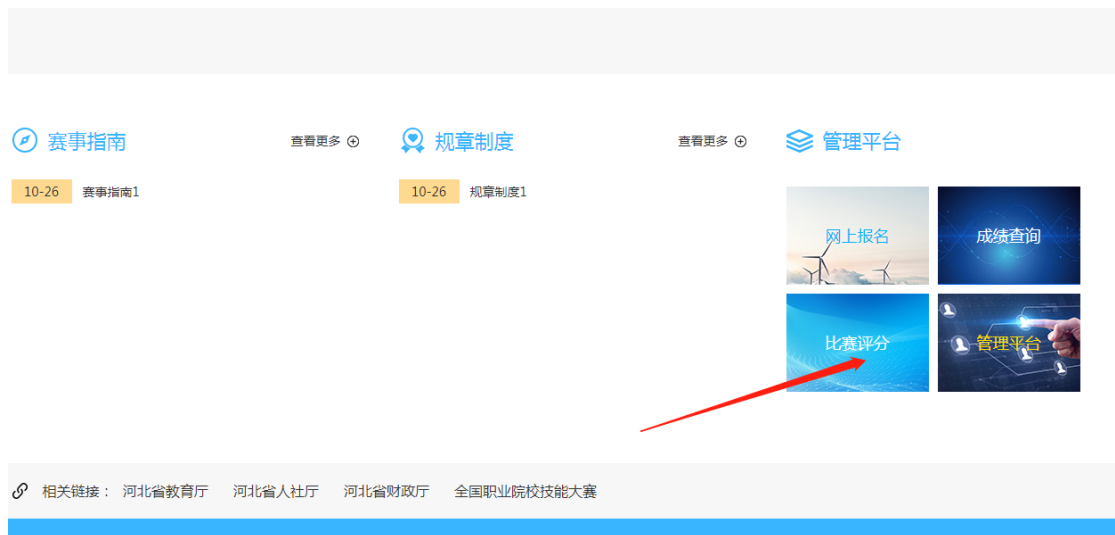 赛事指南
查看更多
10-26 赛事指南1
规章制度
查看更多
10-26 规章制度1
管理平台
网上报名
成绩查询
比赛评分
管理平台
相关链接： 河北省教育厅 河北省人社厅 河北省财政厅 全国职业院校技能大赛